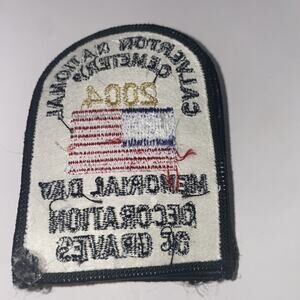 CALVERTON NATIONAL
CEMETERY
2004
MEMORIAL DAY
DECORATION
OF GRAVES